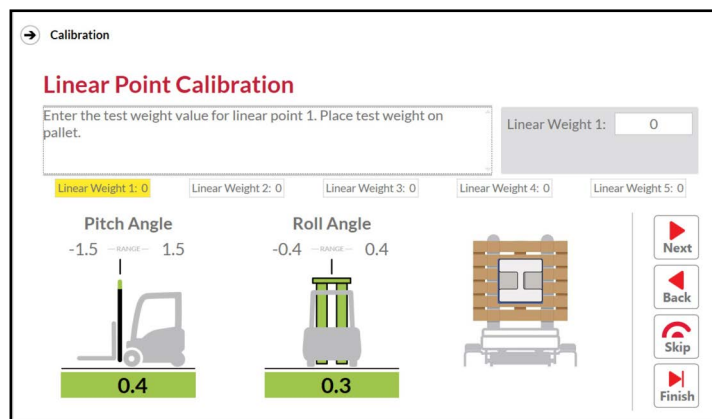 Calibration
Linear Point Calibration
Enter the test weight value for linear point 1. Place test weight on
pallet.
Linear Weight 1: 0
Linear Weight 1: 0
Linear Weight 2: 0
Linear Weight 3: 0
Linear Weight 4: 0
Linear Weight 5: 0
Pitch Angle
-1.5 —RANGE— 1.5
0.4
Roll Angle
-0.4 —RANGE— 0.4
0.3
Next
Back
Skip
Finish